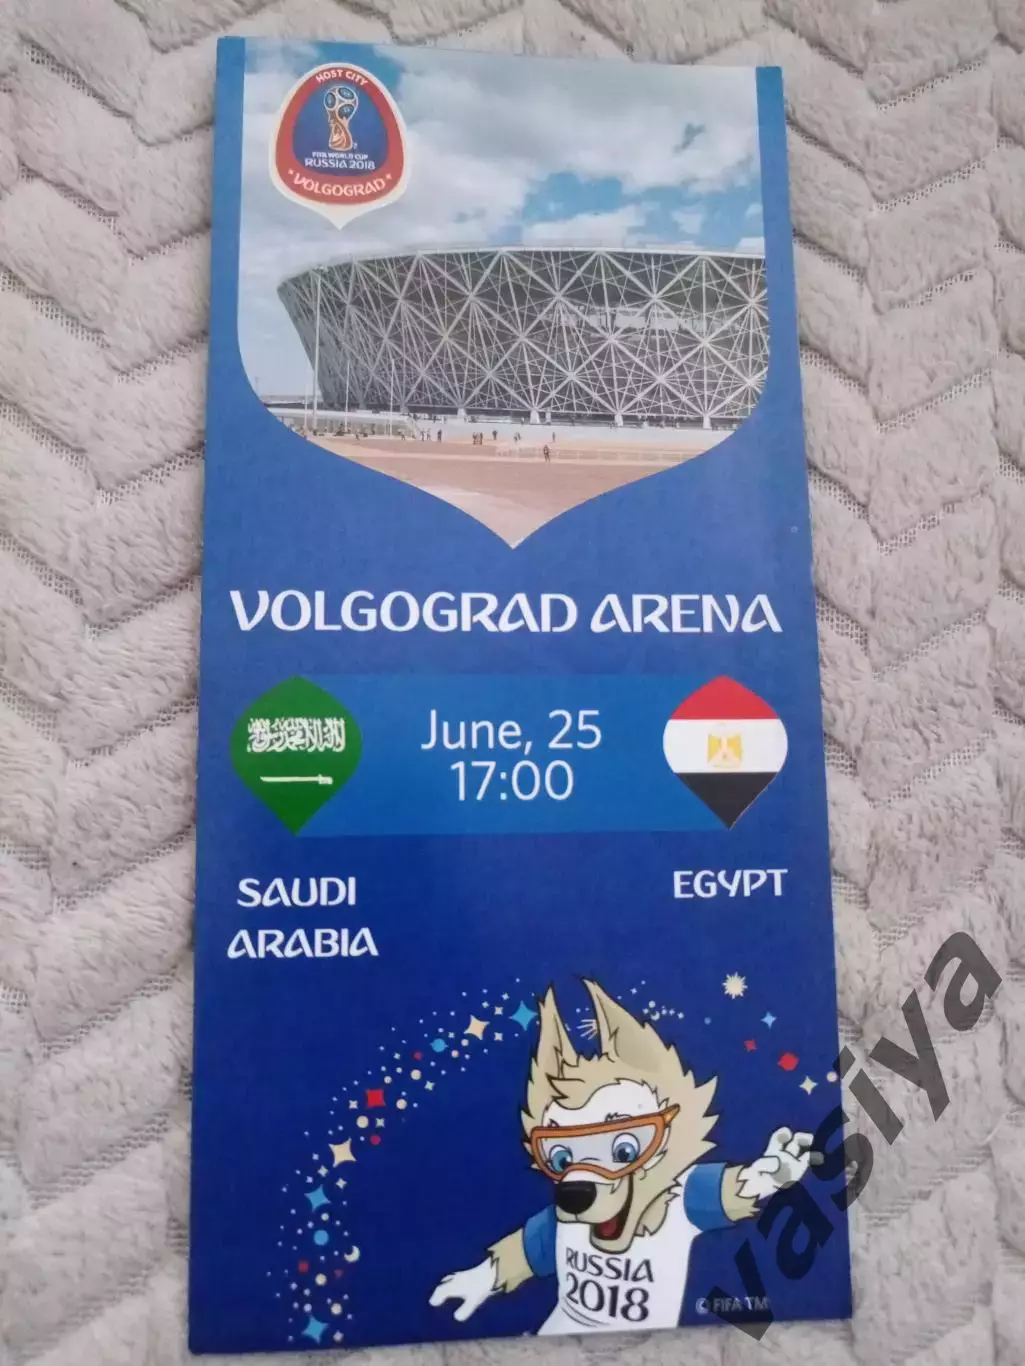 HOST CITY
FIFA WORLD CUP
RUSSIA 2018
VOLGOGRAD
VOLGOGRAD ARENA
June, 25
17:00
SAUDI
ARABIA
EGYPT
RUSSIA
2018
© FIFA TM
vasiya